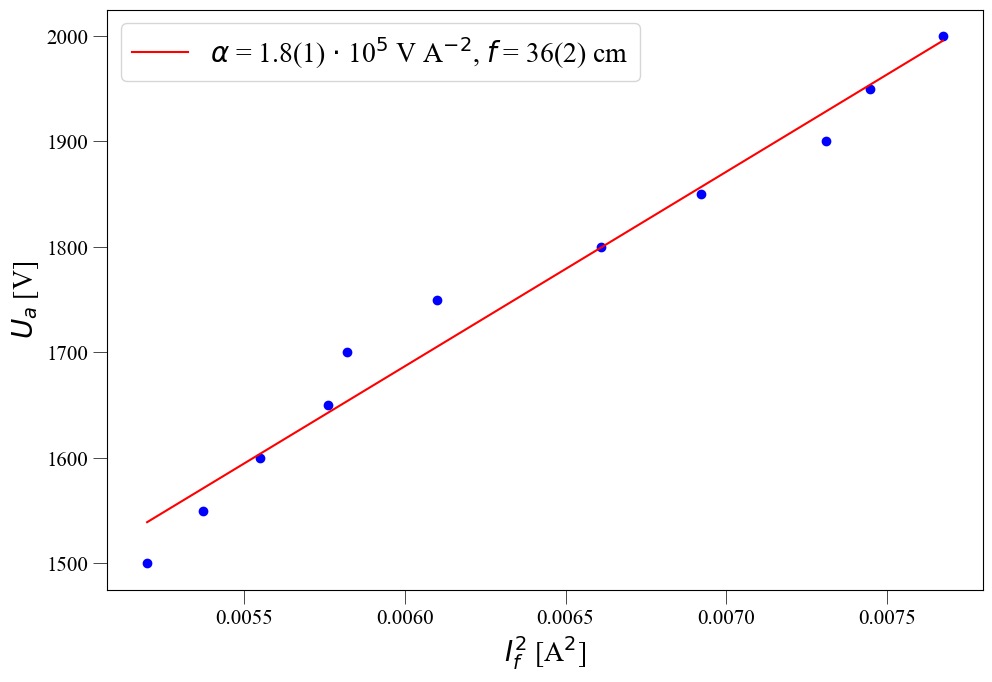 α = 1.8(1) · 10⁵ V A⁻², f = 36(2) cm
2000
1900
1800
1700
1600
1500
Uₐ [V]
0.0055 0.0060 0.0065 0.0070 0.0075
I_f² [A²]